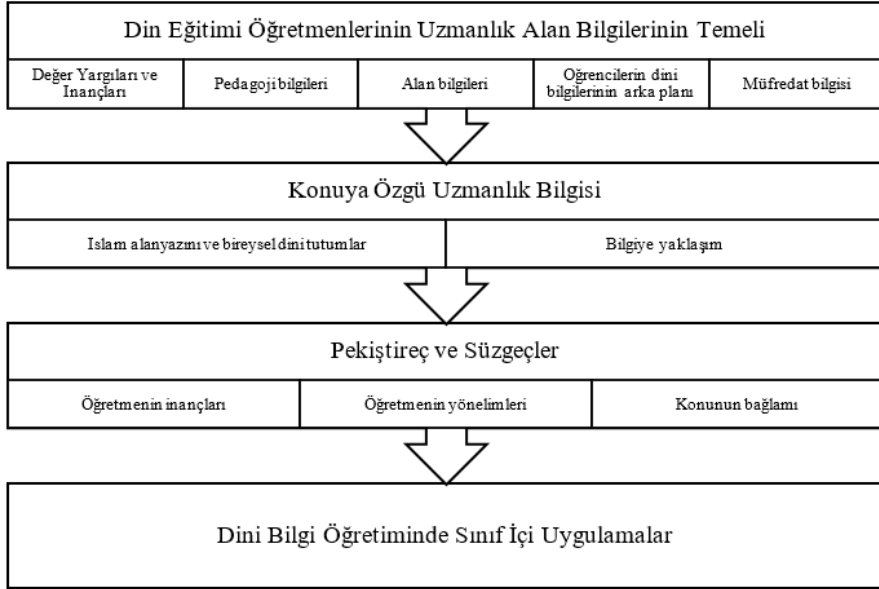 Din Eğitimi Öğretmenlerinin Uzmanlık Alan Bilgilerinin Temeli
Değer Yargıları ve
İnançları
Pedagoji bilgileri
Alan bilgileri
Öğrencilerin dini
bilgilerinin arka planı
Müfredat bilgisi
Konuya Özgü Uzmanlık Bilgisi
Islam alanyazını ve bireysel dini tutumlar
Bilgiye yaklaşım
Pekiştireç ve Süzgeçler
Öğretmenin inançları
Öğretmenin yönelimleri
Konunun bağlamı
Dini Bilgi Öğretiminde Sınıf İçi Uygulamalar